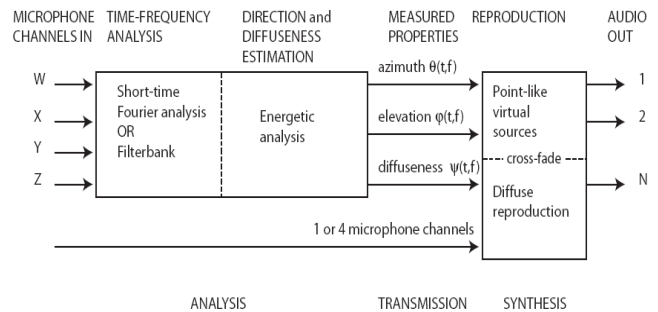 MICROPHONE CHANNELS IN
TIME-FREQUENCY ANALYSIS
DIRECTION and DIFFUSENESS ESTIMATION
MEASURED PROPERTIES
REPRODUCTION
AUDIO OUT
W
X
Y
Z
Short-time
Fourier analysis
OR
Filterbank
Energetic
analysis
azimuth θ(t,f)
elevation φ(t,f)
diffuseness ψ(t,f)
1 or 4 microphone channels
Point-like
virtual
sources
cross-fade
Diffuse
reproduction
1
2
N
ANALYSIS
TRANSMISSION
SYNTHESIS